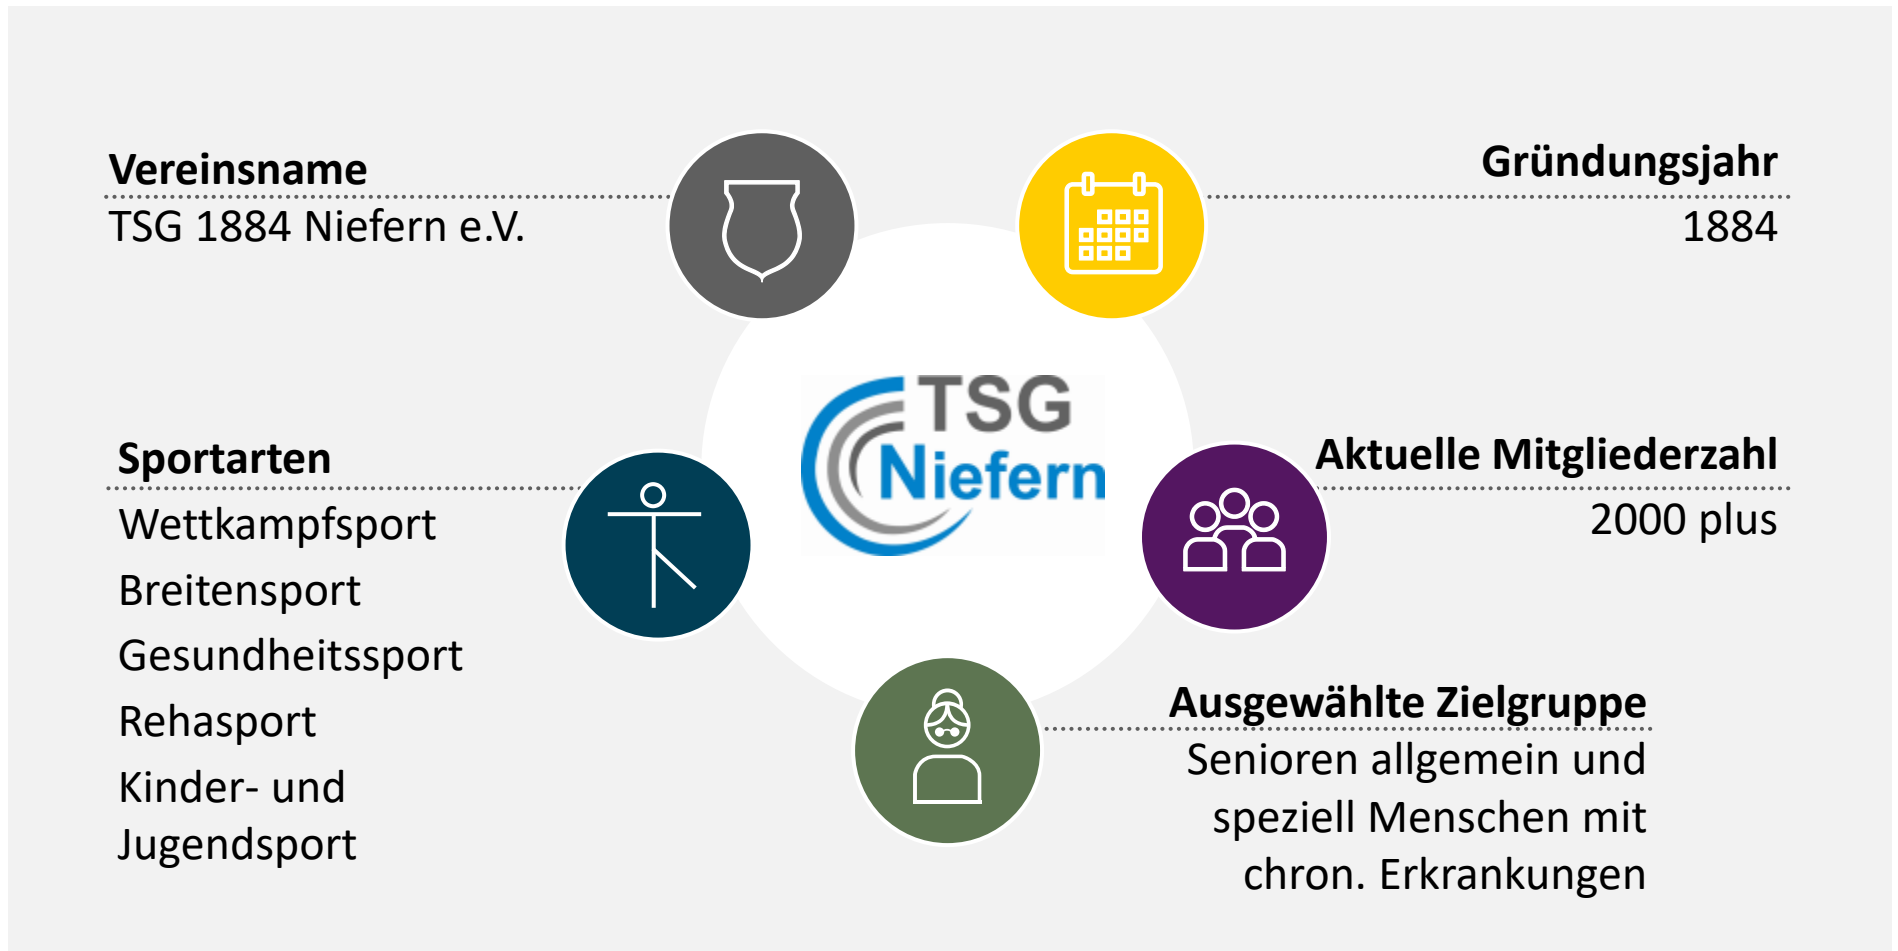 Vereinsname
TSG 1884 Niefern e.V.
Gründungsjahr
1884
TSG
Niefern
Sportarten
Wettkampfsport
Breitensport
Gesundheitssport
Rehasport
Kinder- und
Jugendsport
Aktuelle Mitgliederzahl
2000 plus
Ausgewählte Zielgruppe
Senioren allgemein und
speziell Menschen mit
chron. Erkrankungen